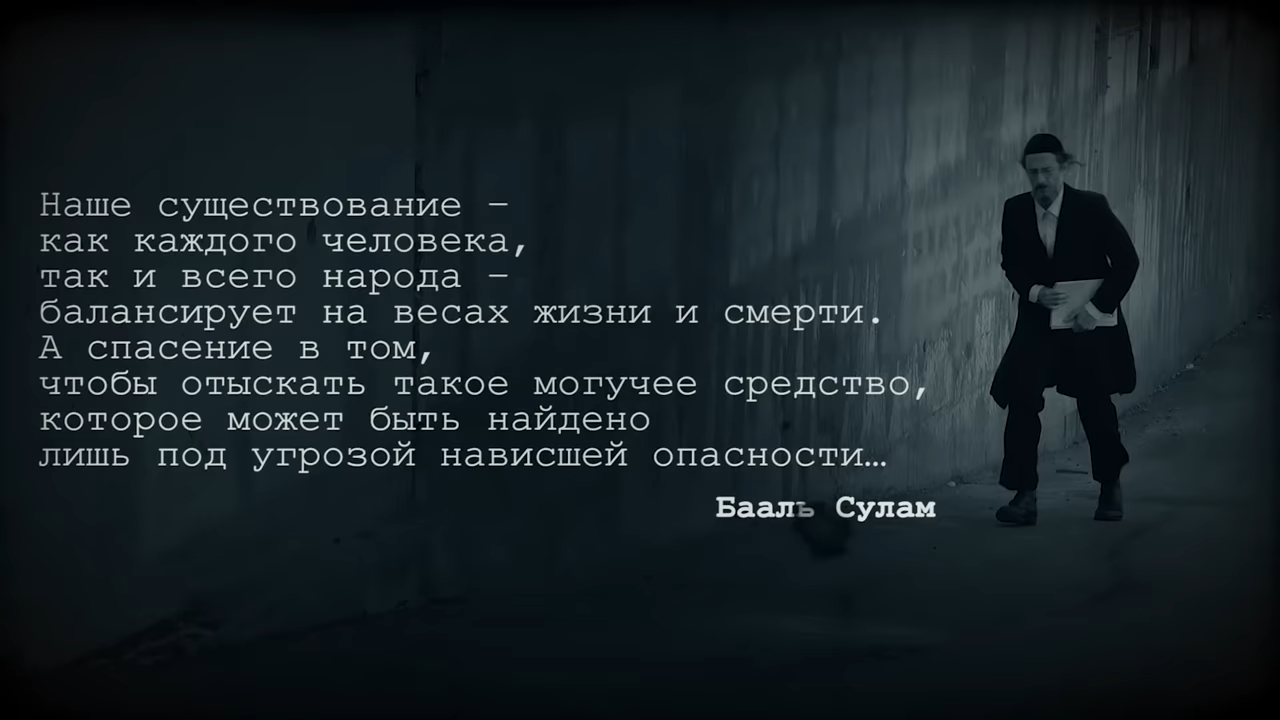 Наше существование –
как каждого человека,
так и всего народа –
балансирует на весах жизни и смерти.
А спасение в том,
чтобы отыскать такое могучее средство,
которое может быть найдено
лишь под угрозой нависшей опасности…
Бааль Сулам